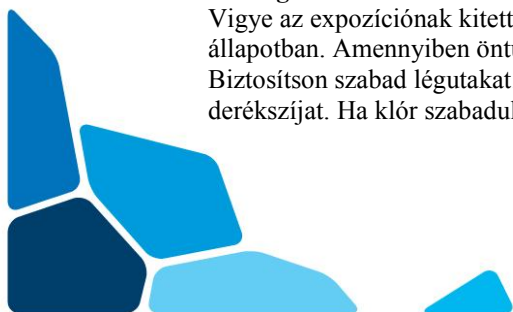 Vigye az expozíciónak kitett
állapotban. Amennyiben
Biztosítson szabad légutakat
derékszíjat. Ha klór